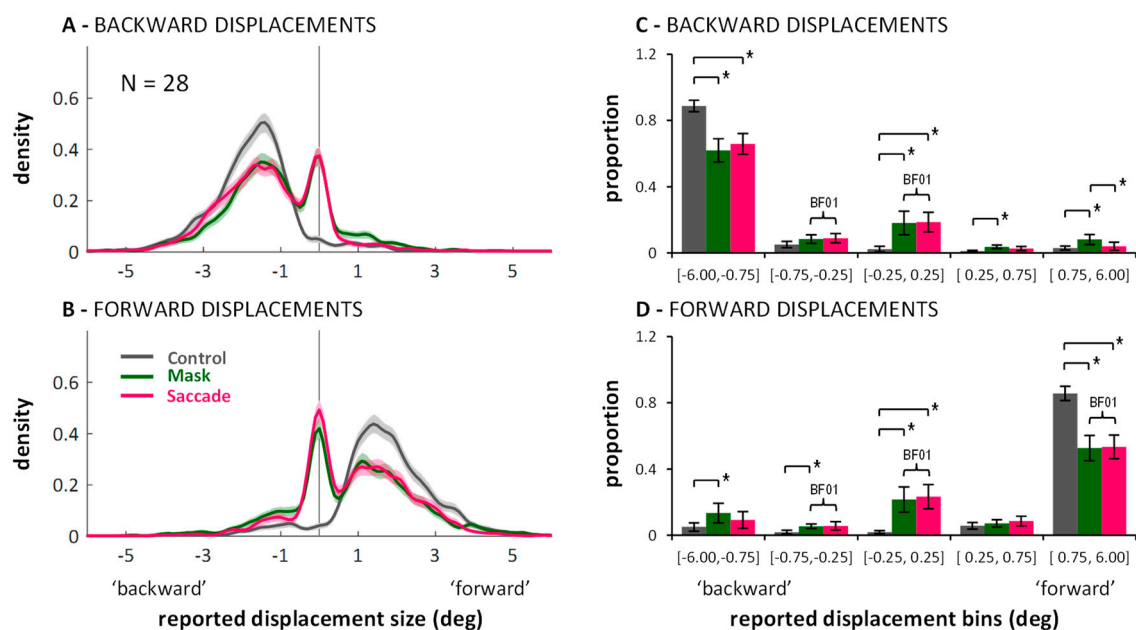 A - BACKWARD DISPLACEMENTS
N = 28
density
0.6
0.4
0.2
0
-5
-3
-1
1
3
5
B - FORWARD DISPLACEMENTS
Control
Mask
Saccade
density
0.6
0.4
0.2
0
-5
-3
-1
1
3
5
'backward'
'forward'
reported displacement size (deg)
C - BACKWARD DISPLACEMENTS
proportion
1.2
0.8
0.4
0
*
*
BF01
*
*
BF01
*
*
*
[-6.00,-0.75]
[-0.75,-0.25]
[-0.25, 0.25]
[ 0.25, 0.75]
[ 0.75, 6.00]
D - FORWARD DISPLACEMENTS
proportion
1.2
0.8
0.4
0
*
*
BF01
*
*
BF01
*
*
BF01
[-6.00,-0.75]
[-0.75,-0.25]
[-0.25, 0.25]
[ 0.25, 0.75]
[ 0.75, 6.00]
'backward'
'forward'
reported displacement bins (deg)